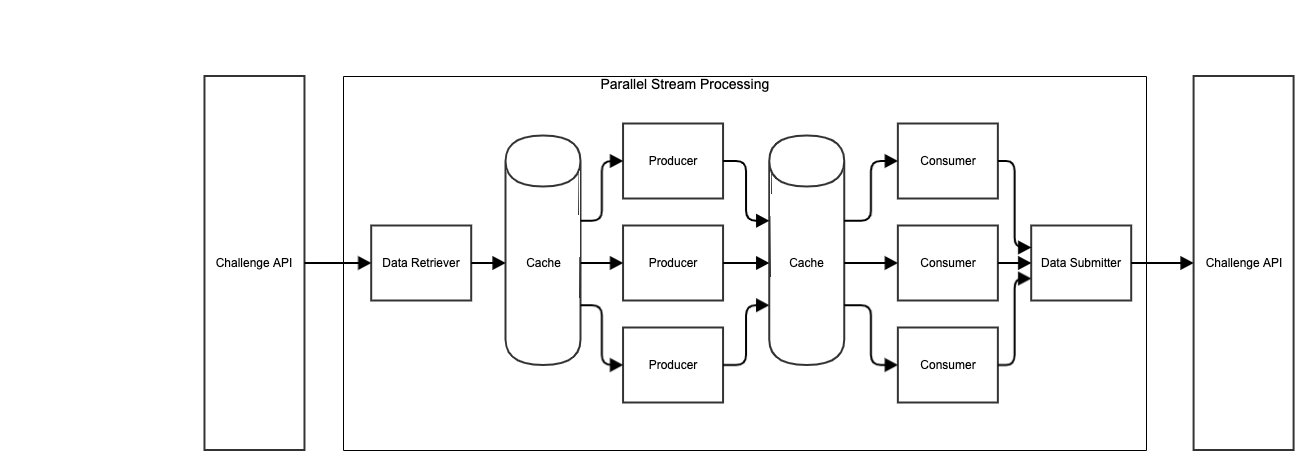 Parallel Stream Processing
Challenge API
Data Retriever
Cache
Producer
Producer
Producer
Cache
Consumer
Consumer
Consumer
Data Submitter
Challenge API